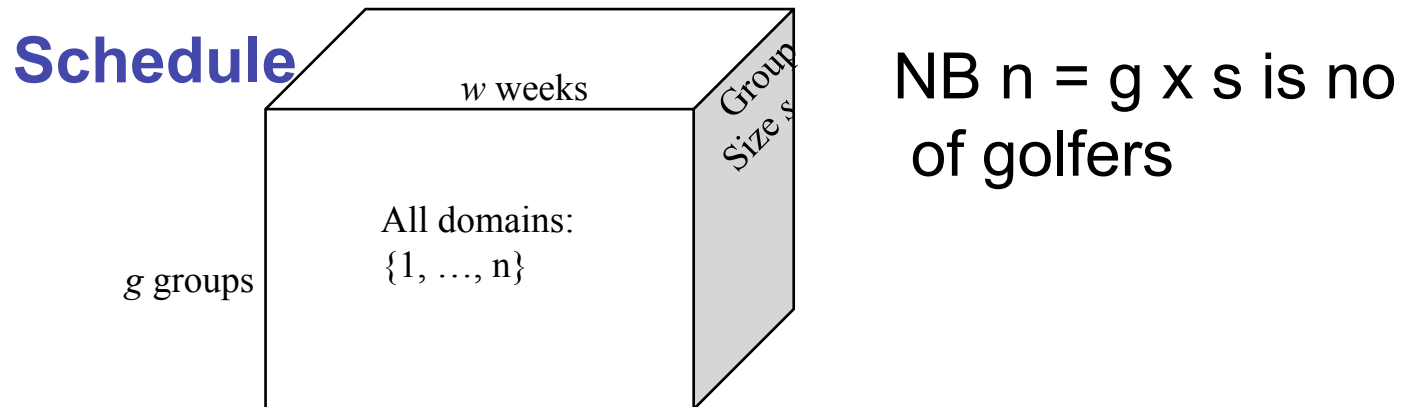 Schedule
w weeks
Group
Size s
All domains:
{1, …, n}
g groups
NB n = g x s is no
of golfers